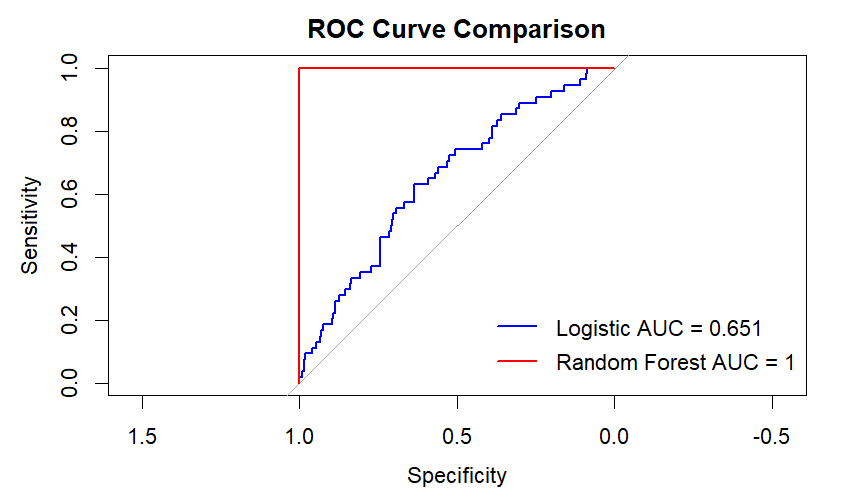 ROC Curve Comparison
Sensitivity
1.0
0.8
0.6
0.4
0.2
0.0
Logistic AUC = 0.651
Random Forest AUC = 1
1.5 1.0 0.5 0.0 -0.5
Specificity